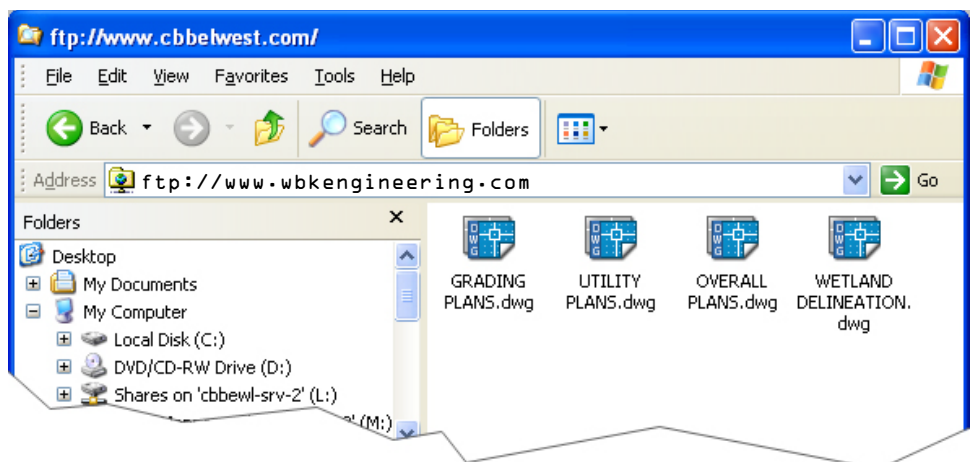 ftp://www.cbbelwest.com/
File Edit View Favorites Tools Help
Back Search Folders
Address ftp://www.wbkengineering.com Go
Folders x
Desktop
My Documents
My Computer
Local Disk (C:)
DVD/CD-RW Drive (D:)
Shares on 'cbbewl-srv-2' (L:)
(M:)
GRADING
PLANS.dwg
UTILITY
PLANS.dwg
OVERALL
PLANS.dwg
WETLAND
DELINEATION.
dwg